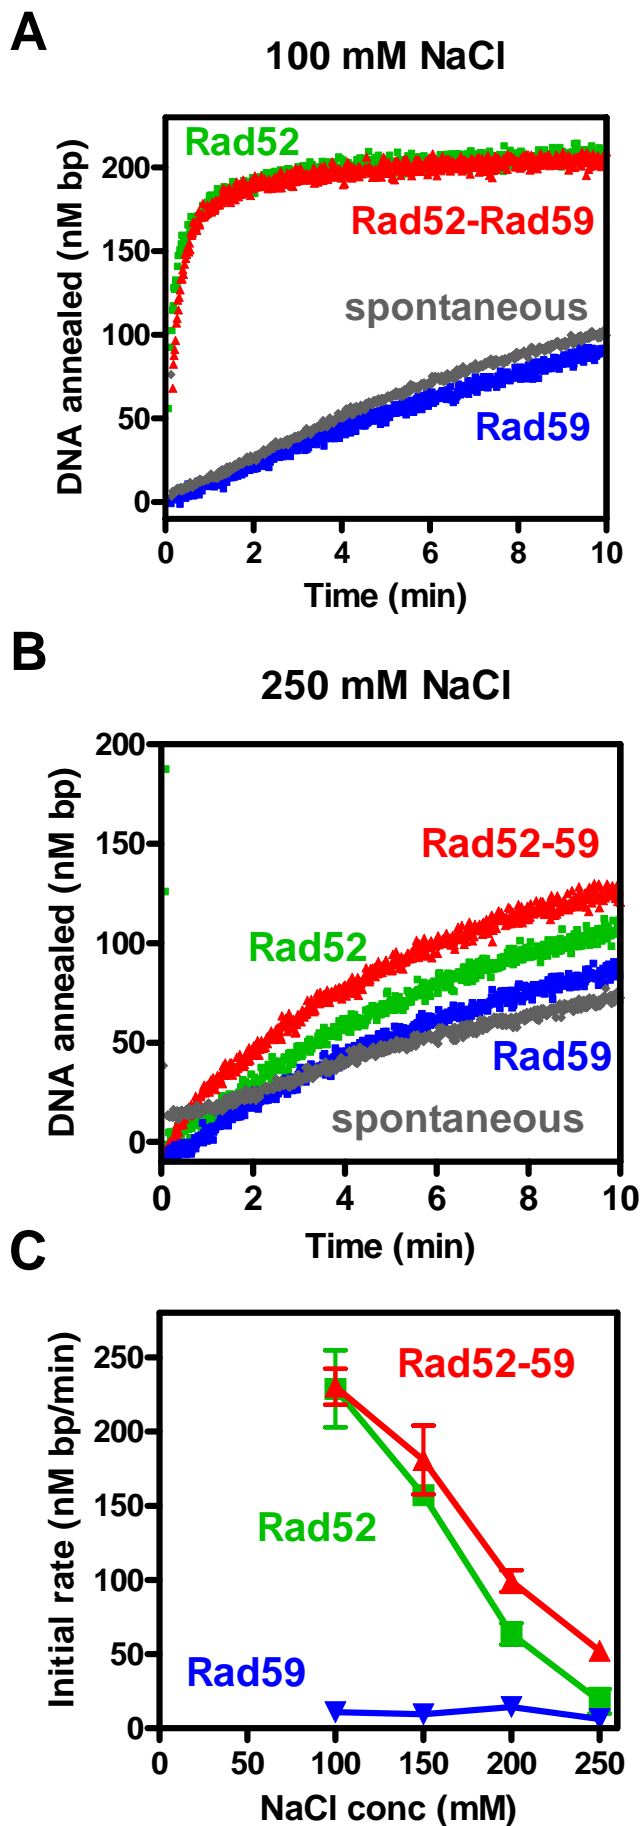 A
100 mM NaCl
DNA annealed (nM bp)
200
150
100
50
0
Rad52
Rad52-Rad59
spontaneous
Rad59
0 2 4 6 8 10
Time (min)
B
250 mM NaCl
DNA annealed (nM bp)
200
150
100
50
0
Rad52-59
Rad52
Rad59
spontaneous
0 2 4 6 8 10
Time (min)
C
Initial rate (nM bp/min)
250
200
150
100
50
0
Rad52-59
Rad52
Rad59
0 50 100 150 200 250
NaCl conc (mM)